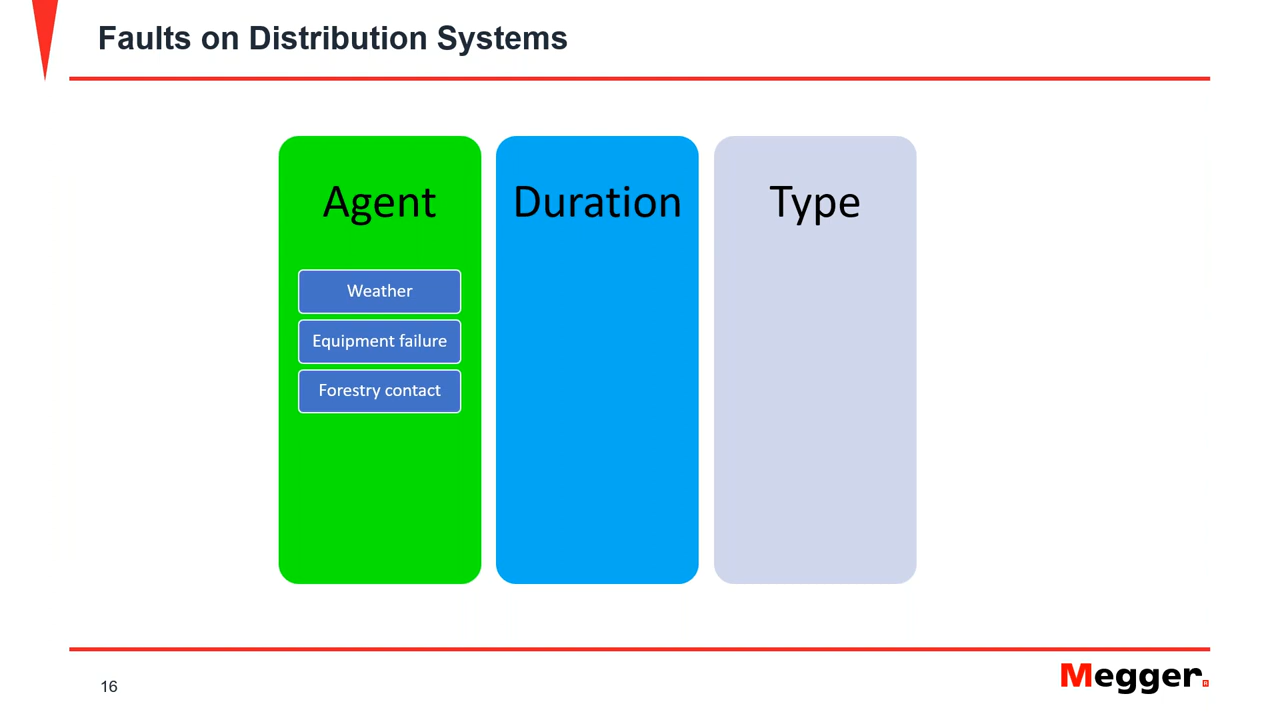 Faults on Distribution Systems
Agent
Weather
Equipment failure
Forestry contact
Duration
Type
16
Megger